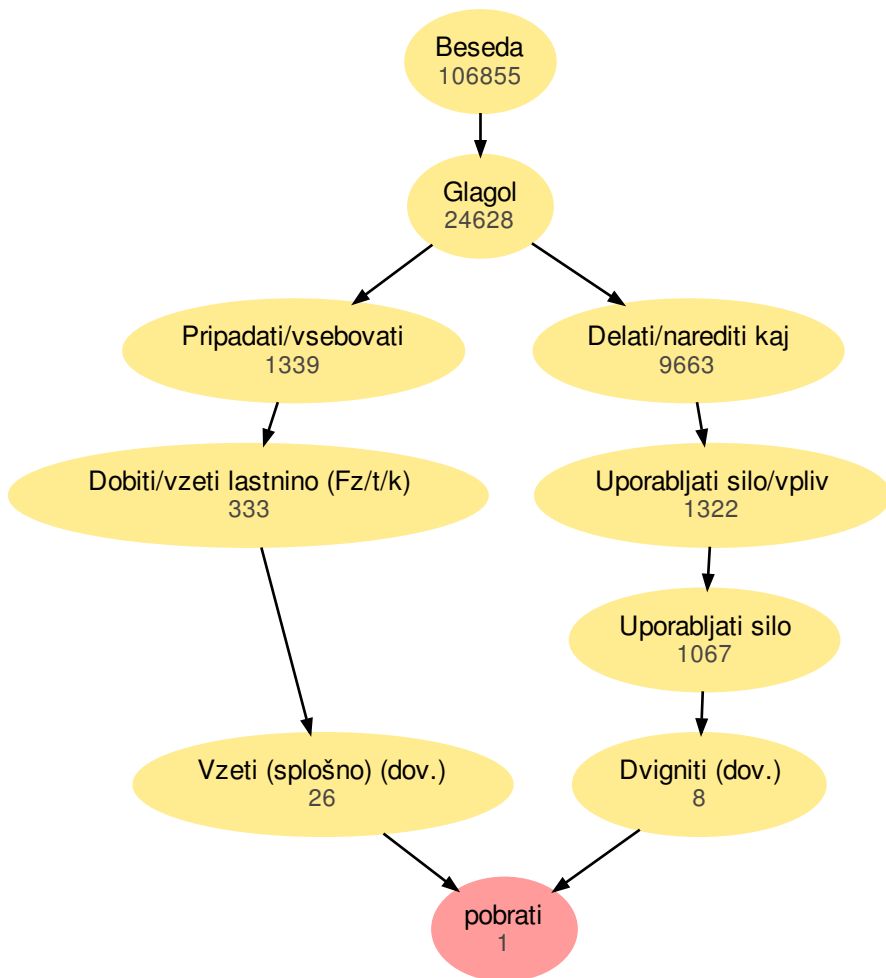 Beseda
106855
Glagol
24628
Pripadati/vsebovati
1339
Delati/narediti kaj
9663
Dobiti/vzeti lastnino (Fz/t/k)
333
Uporabljati silo/vpliv
1322
Uporabljati silo
1067
Vzeti (splošno) (dov.)
26
Dvigniti (dov.)
8
pobrati
1